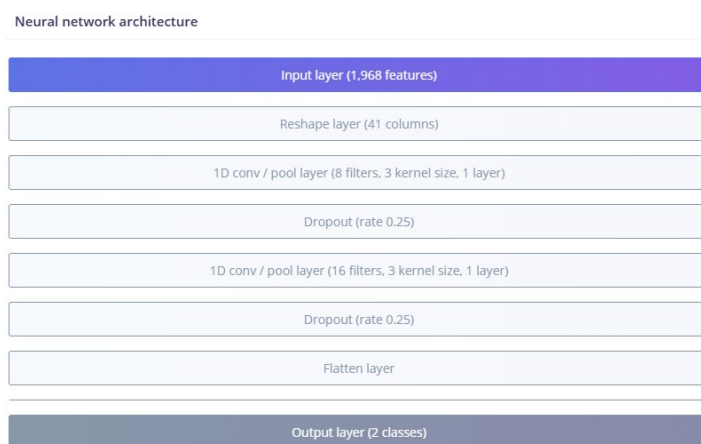 Neural network architecture
Input layer (1,968 features)
Reshape layer (41 columns)
1D conv / pool layer (8 filters, 3 kernel size, 1 layer)
Dropout (rate 0.25)
1D conv / pool layer (16 filters, 3 kernel size, 1 layer)
Dropout (rate 0.25)
Flatten layer
Output layer (2 classes)